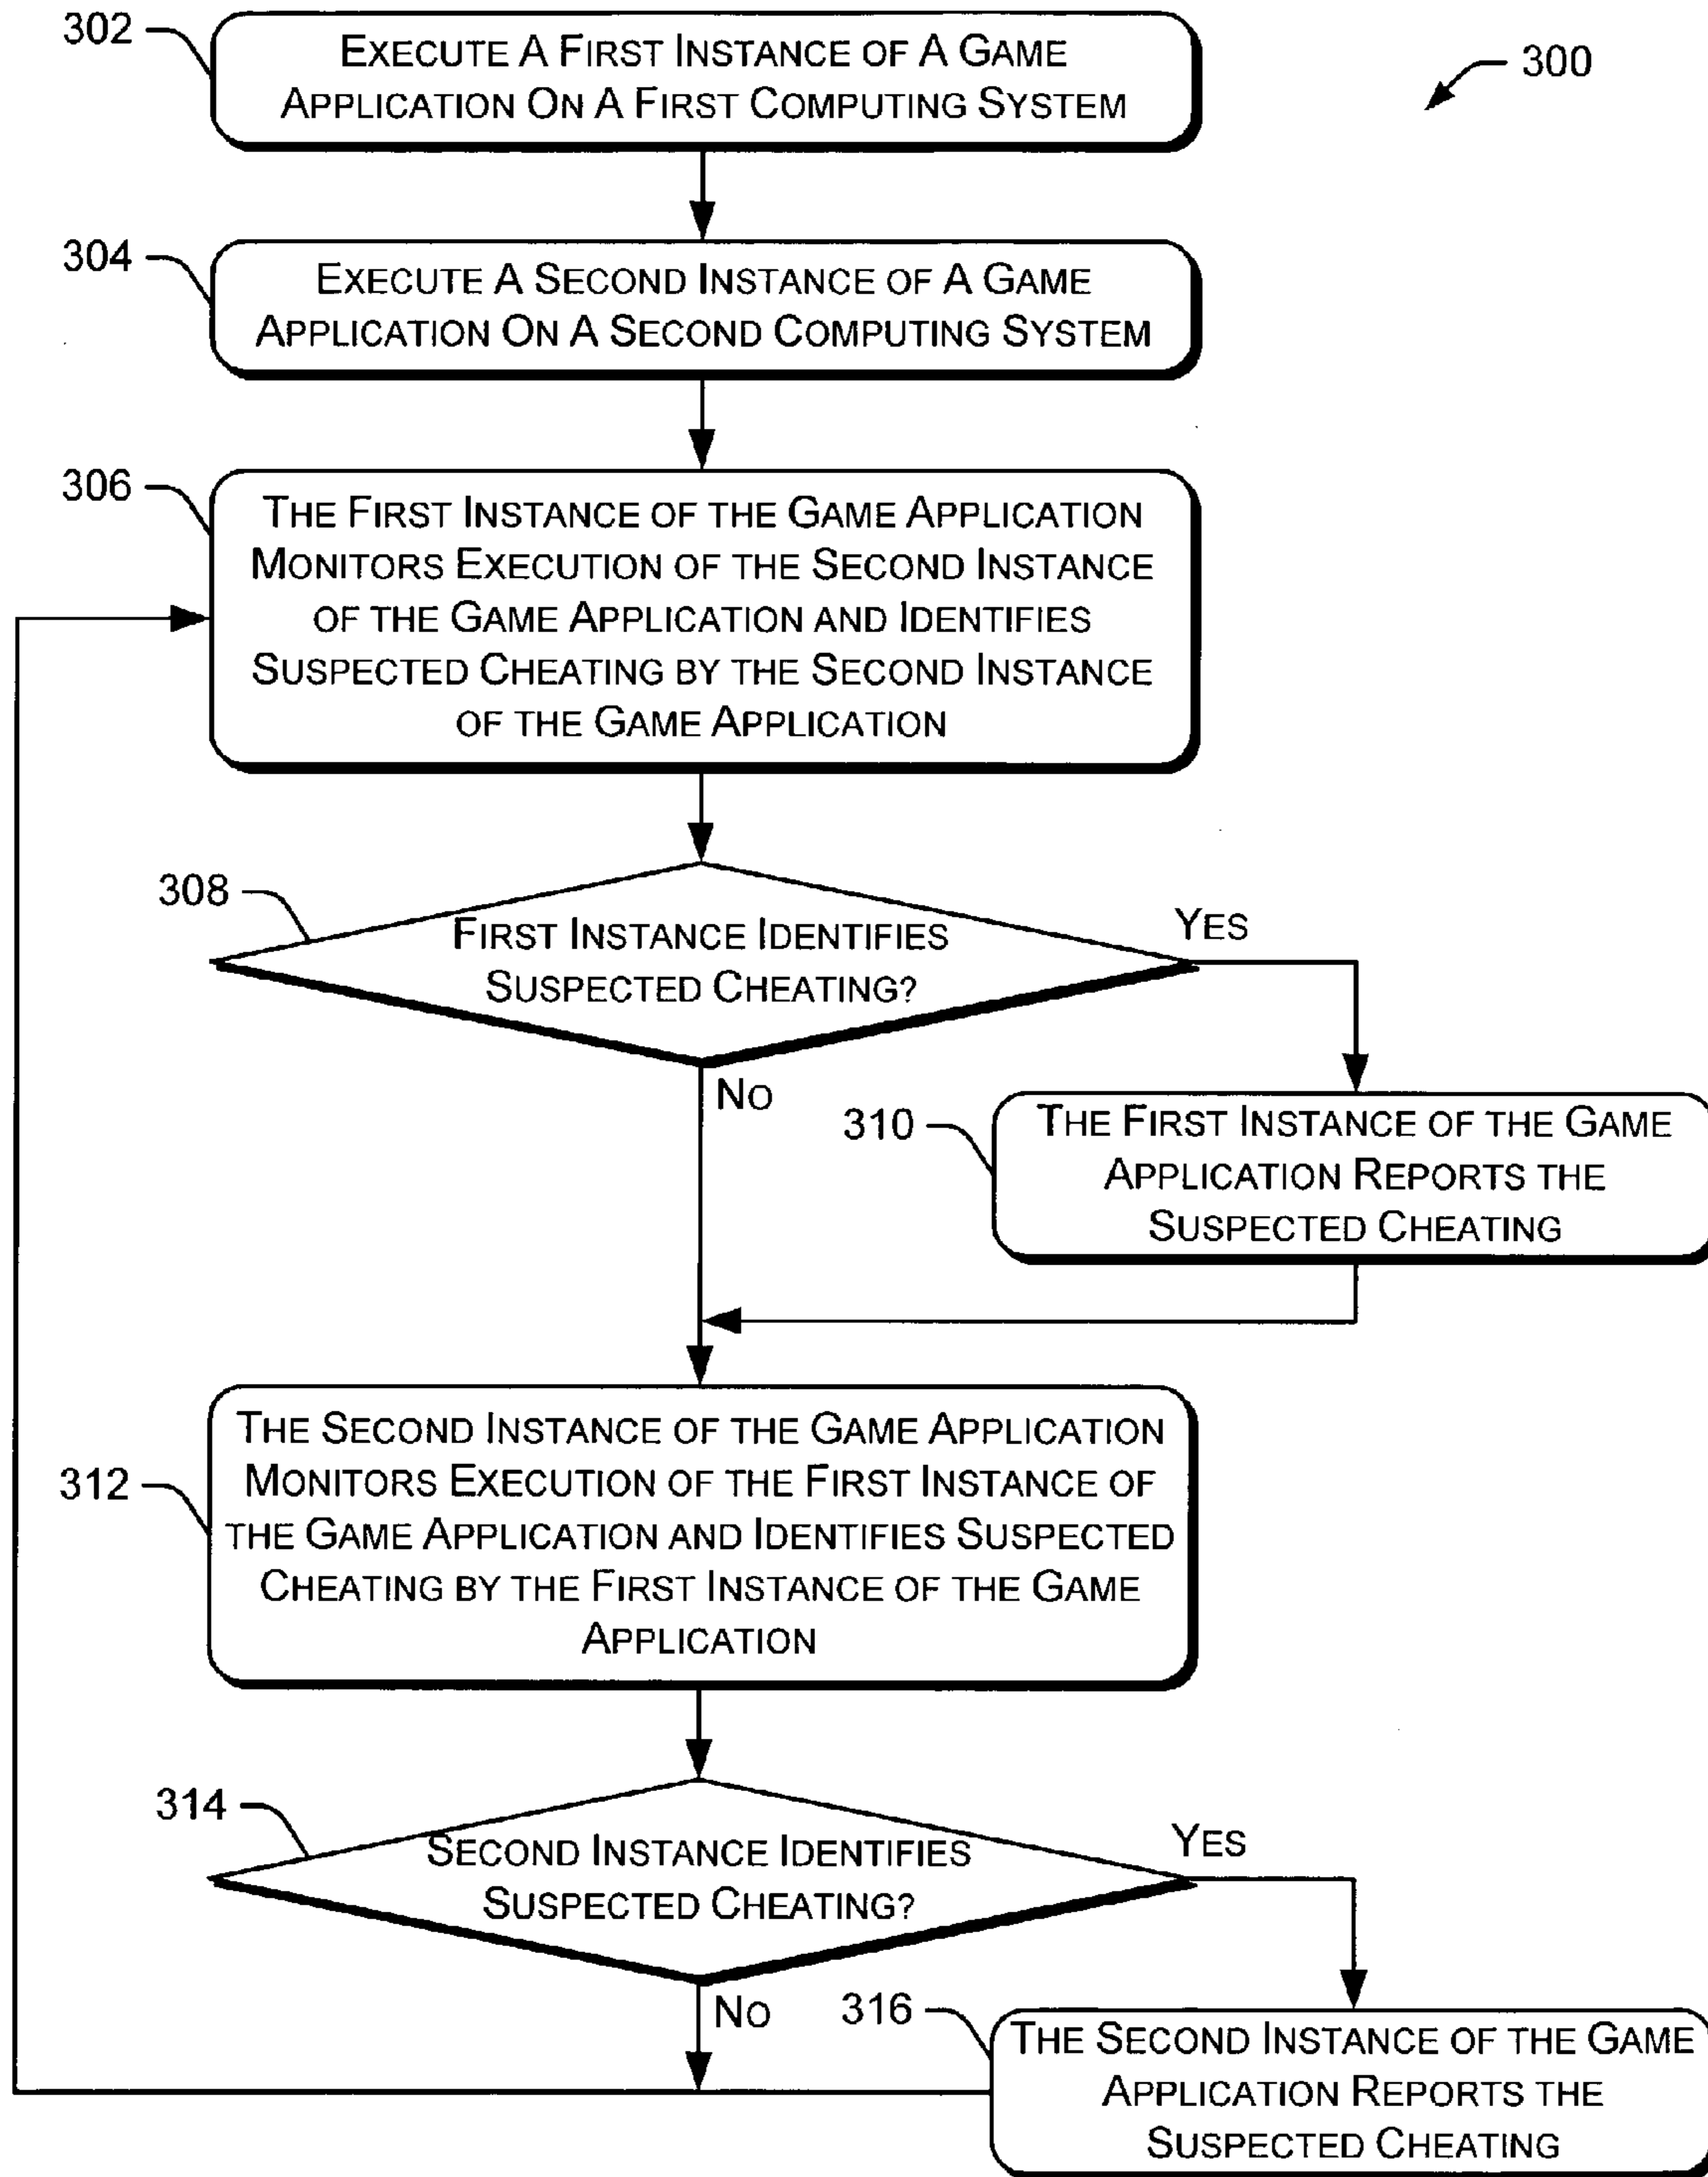 302
EXECUTE A FIRST INSTANCE OF A GAME
APPLICATION ON A FIRST COMPUTING SYSTEM
300
304
EXECUTE A SECOND INSTANCE OF A GAME
APPLICATION ON A SECOND COMPUTING SYSTEM
306
THE FIRST INSTANCE OF THE GAME APPLICATION
MONITORS EXECUTION OF THE SECOND INSTANCE
OF THE GAME APPLICATION AND IDENTIFIES
SUSPECTED CHEATING BY THE SECOND INSTANCE
OF THE GAME APPLICATION
308
FIRST INSTANCE IDENTIFIES
SUSPECTED CHEATING?
YES
NO
310
THE FIRST INSTANCE OF THE GAME
APPLICATION REPORTS THE
SUSPECTED CHEATING
312
THE SECOND INSTANCE OF THE GAME APPLICATION
MONITORS EXECUTION OF THE FIRST INSTANCE OF
THE GAME APPLICATION AND IDENTIFIES SUSPECTED
CHEATING BY THE FIRST INSTANCE OF THE GAME
APPLICATION
314
SECOND INSTANCE IDENTIFIES
SUSPECTED CHEATING?
YES
NO
316
THE SECOND INSTANCE OF THE GAME
APPLICATION REPORTS THE
SUSPECTED CHEATING